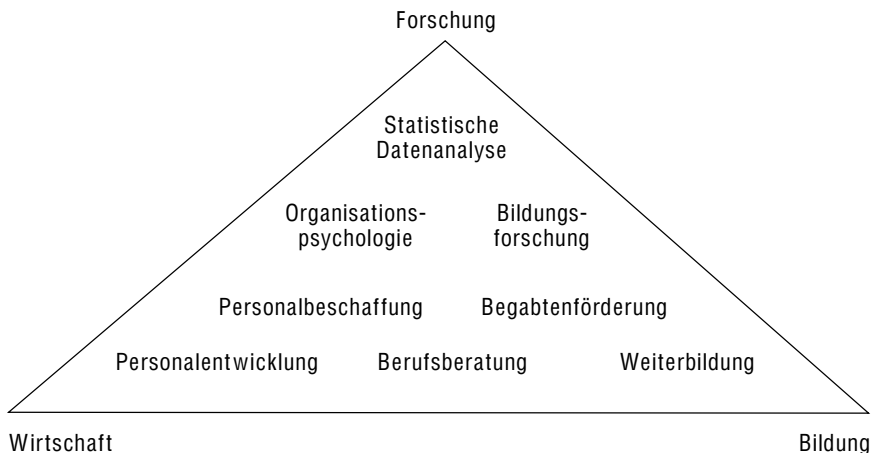 Forschung
Statistische
Datenanalyse
Organisations-
psychologie
Bildungs-
forschung
Personalbeschaffung
Begabtenförderung
Personalentwicklung
Berufsberatung
Weiterbildung
Wirtschaft
Bildung